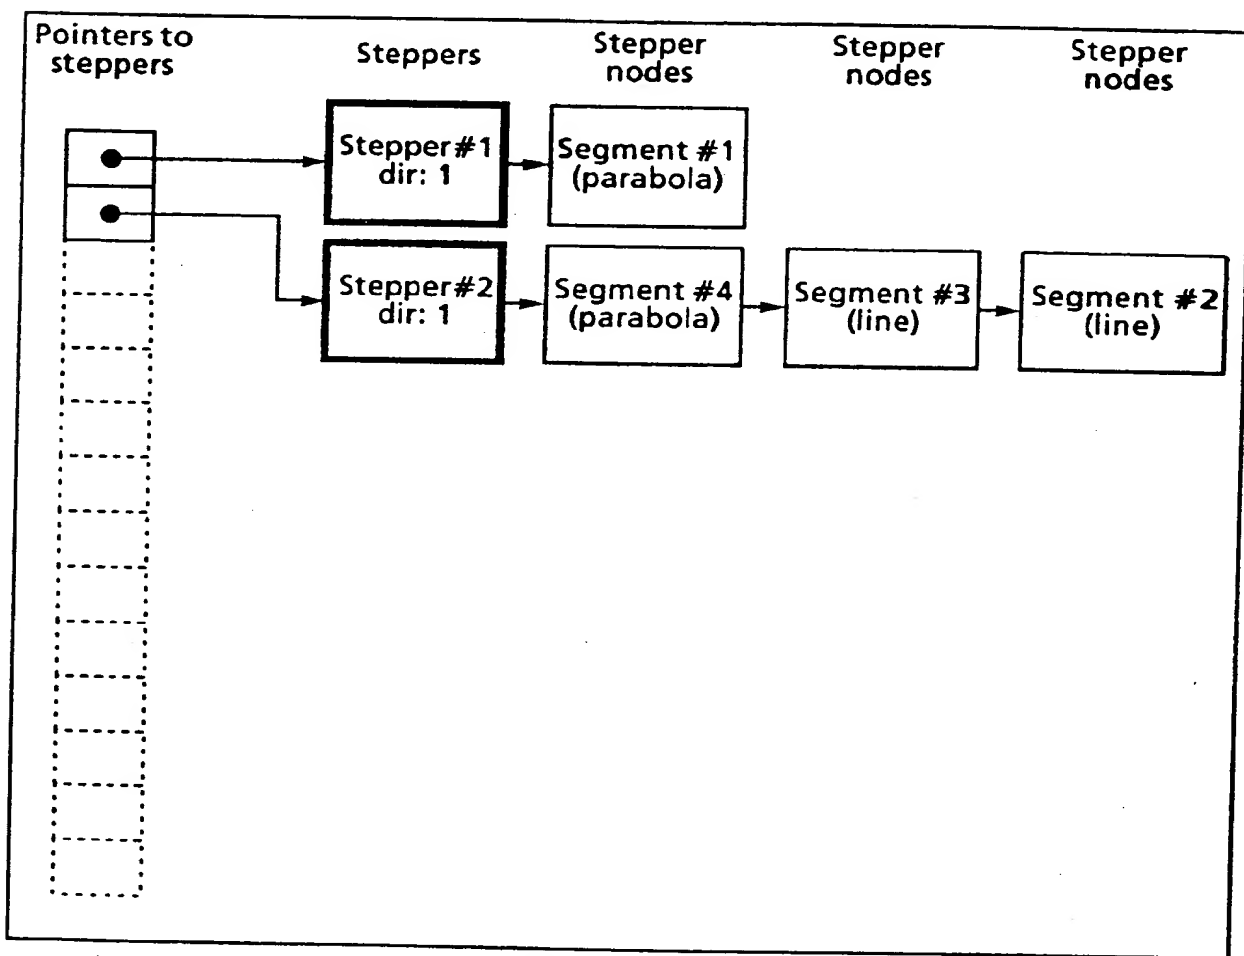 Pointers to
steppers
Steppers
Stepper
nodes
Stepper
nodes
Stepper
nodes
Stepper#1
dir: 1
Segment #1
(parabola)
Stepper#2
dir: 1
Segment #4
(parabola)
Segment #3
(line)
Segment #2
(line)